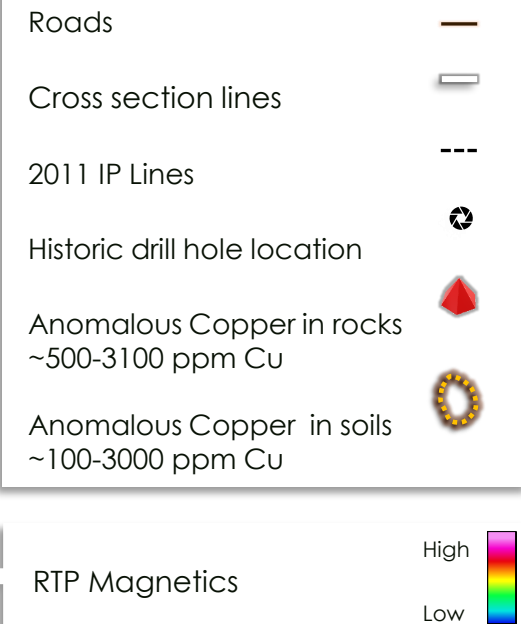 Roads
Cross section lines
2011 IP Lines
Historic drill hole location
Anomalous Copper in rocks
~500-3100 ppm Cu
Anomalous Copper in soils
~100-3000 ppm Cu
High
RTP Magnetics
Low